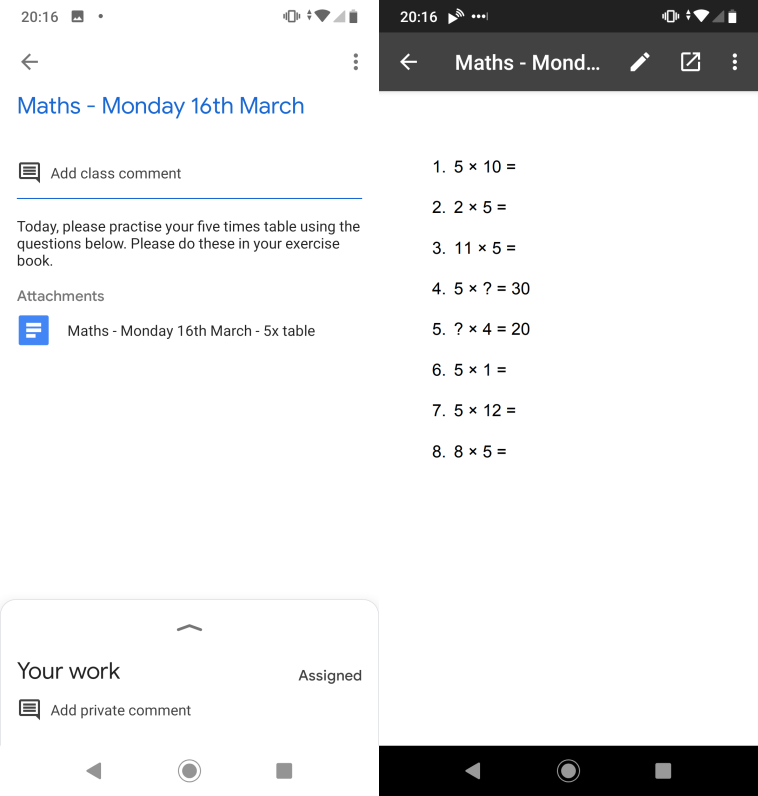 20:16
Maths - Monday 16th March
Add class comment
Today, please practise your five times table using the
questions below. Please do these in your exercise
book.
Attachments
Maths - Monday 16th March - 5x table
Your work
Assigned
Add private comment
20:16
Maths - Mond...
1. 5 × 10 =
2. 2 × 5 =
3. 11 × 5 =
4. 5 × ? = 30
5. ? × 4 = 20
6. 5 × 1 =
7. 5 × 12 =
8. 8 × 5 =